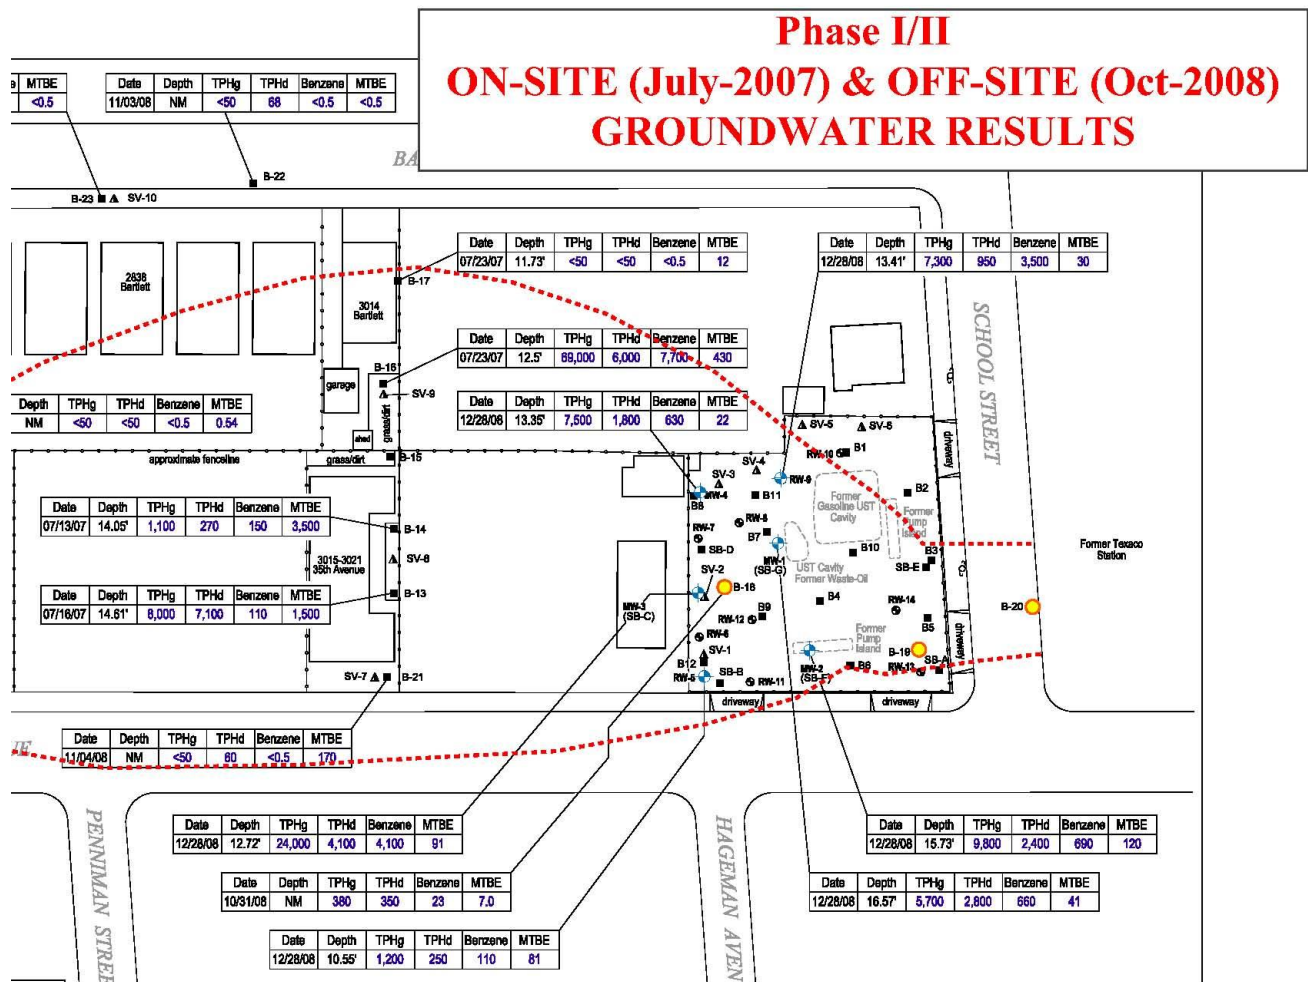 Phase I/II
ON-SITE (July-2007) & OFF-SITE (Oct-2008)
GROUNDWATER RESULTS
MTBE
<0.5
Date Depth TPHg TPHd Benzene MTBE
11/03/08 NM <50 68 <0.5 <0.5
BA
B-22
B-23 SV-10
Date Depth TPHg TPHd Benzene MTBE
07/23/07 11.73' <50 <50 <0.5 12
Date Depth TPHg TPHd Benzene MTBE
12/28/08 13.41' 7,300 950 3,500 30
2838
Bartlett
B-17
3014
Bartlett
SCHOOL STREET
Date Depth TPHg TPHd Benzene MTBE
07/23/07 12.5' 69,000 6,000 7,700 430
B-16
garage
SV-9
Depth TPHg TPHd Benzene MTBE
NM <50 <50 <0.5 0.54
Date Depth TPHg TPHd Benzene MTBE
12/28/08 13.35' 7,500 1,800 630 22
grass/dirt
shed
SV-5 SV-6
driveway
approximate fenceline
grass/dirt
B-15
RW-10 B1
SV-4
SV-3
RW-9
MW-4
B8
B11
B2
Former
Gasoline UST
Cavity
Former
Pump
Island
Date Depth TPHg TPHd Benzene MTBE
07/13/07 14.05' 1,100 270 150 3,500
B-14
RW-7
RW-8
B7
SB-D
MW-1
(SB-G)
B10
B3
SB-E
Former Texaco
Station
3015-3021
35th Avenue
SV-8
SV-2
UST Cavity
Former Waste-Oil
Date Depth TPHg TPHd Benzene MTBE
07/16/07 14.61' 8,000 7,100 110 1,500
B-13
B-18
MW-3
(SB-C)
B4
RW-14
B-20
RW-12 B9
B5
RW-6
Former
Pump
Island
driveway
SV-1
B12
B-19
SB-A
SV-7 B-21
RW-5
SB-B
RW-11
MW-2
(SB-F)
B6
RW-13
driveway
driveway
UE
Date Depth TPHg TPHd Benzene MTBE
11/04/08 NM <50 60 <0.5 170
PENNIMAN STREE
HAGEMAN AVEN
Date Depth TPHg TPHd Benzene MTBE
12/28/08 12.72' 24,000 4,100 4,100 91
Date Depth TPHg TPHd Benzene MTBE
12/28/08 15.73' 9,800 2,400 690 120
Date Depth TPHg TPHd Benzene MTBE
10/31/08 NM 380 350 23 7.0
Date Depth TPHg TPHd Benzene MTBE
12/28/08 16.57' 5,700 2,800 660 41
Date Depth TPHg TPHd Benzene MTBE
12/28/08 10.55' 1,200 250 110 81